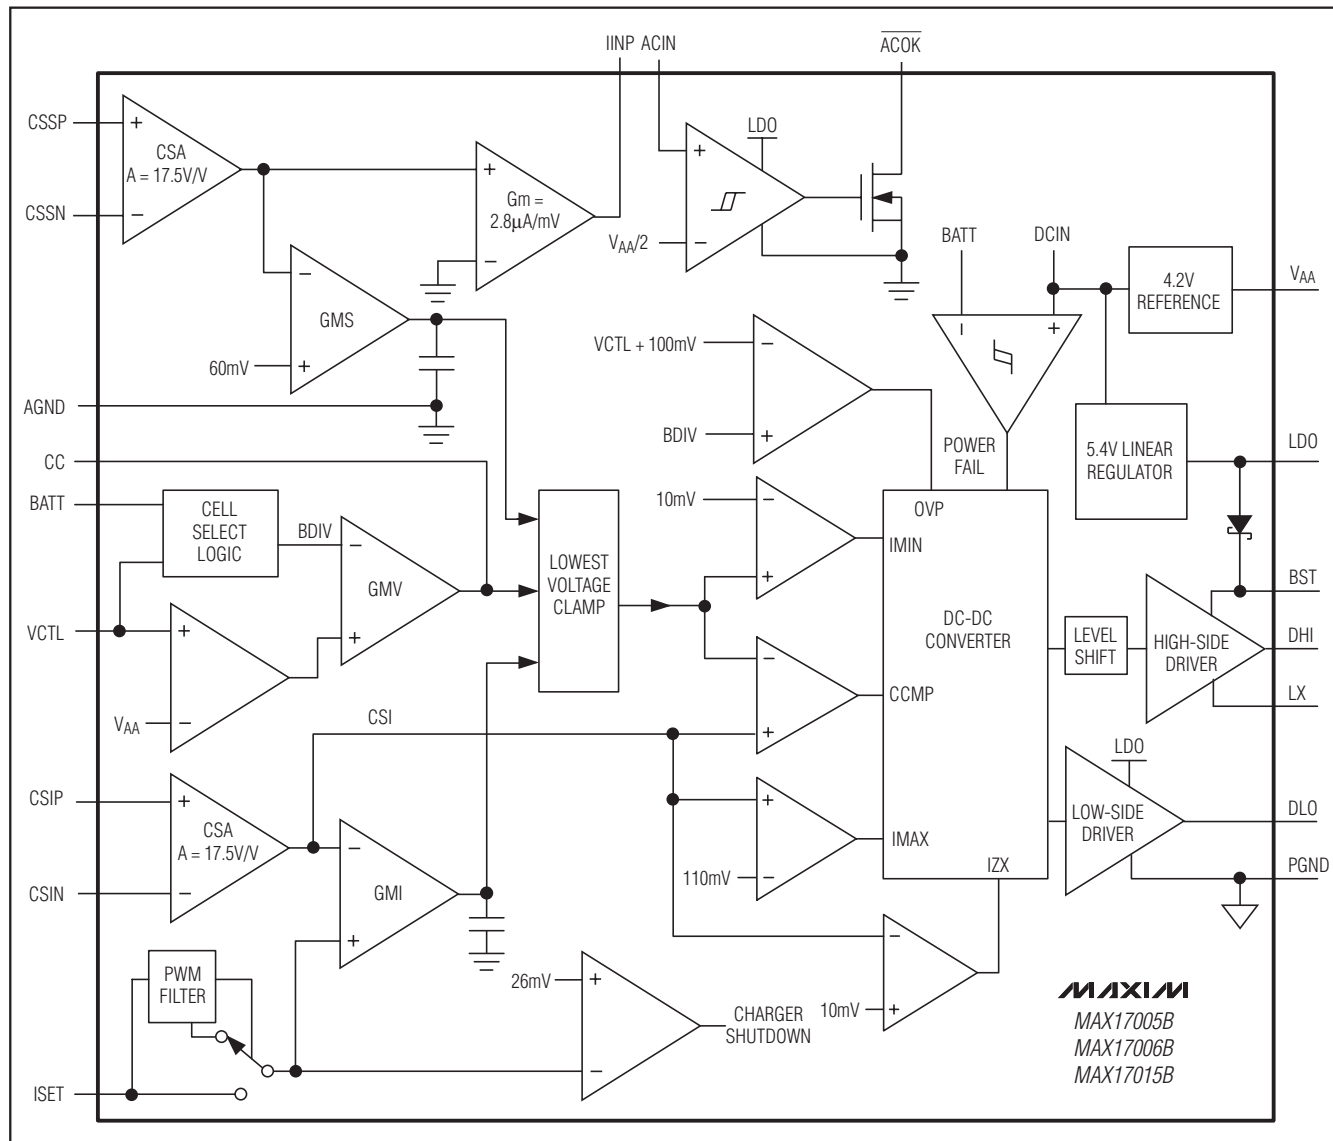 IINP ACIN
ACOK
CSSP
+
CSA
A = 17.5V/V
CSSN
−
+
Gm =
2.8µA/mV
−
LDO
+
VAA/2
−
BATT
DCIN
−
+
4.2V
REFERENCE
VAA
−
GMS
60mV
+
VCTL + 100mV
−
BDIV
+
AGND
CC
POWER
FAIL
5.4V LINEAR
REGULATOR
LDO
BATT
CELL
SELECT
LOGIC
BDIV
−
GMV
+
LOWEST
VOLTAGE
CLAMP
10mV
−
+
OVP
IMIN
DC-DC
CONVERTER
CCMP
IMAX
IZX
BST
VCTL
+
VAA
−
LEVEL
SHIFT
HIGH-SIDE
DRIVER
DHI
LX
−
+
CSI
CSIP
+
CSA
A = 17.5V/V
CSIN
−
−
GMI
+
+
110mV
−
LDO
LOW-SIDE
DRIVER
DLO
PGND
−
10mV
+
PWM
FILTER
26mV
+
−
CHARGER
SHUTDOWN
ISET
MAXIM
MAX17005B
MAX17006B
MAX17015B